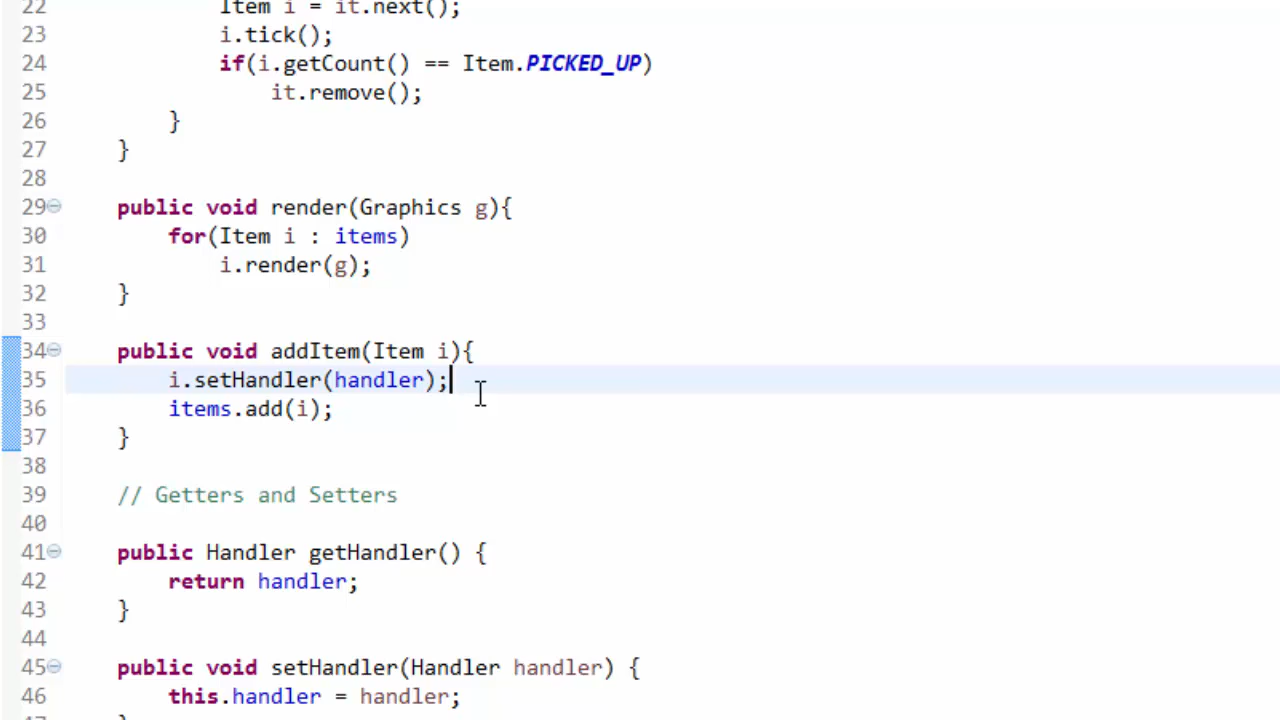 22 Item i = it.next();
23 i.tick();
24 if(i.getCount() == Item.PICKED_UP)
25 it.remove();
26 }
27 }
28
29 public void render(Graphics g){
30 for(Item i : items)
31 i.render(g);
32 }
33
34 public void addItem(Item i){
35 i.setHandler(handler);
36 items.add(i);
37 }
38
39 // Getters and Setters
40
41 public Handler getHandler() {
42 return handler;
43 }
44
45 public void setHandler(Handler handler) {
46 this.handler = handler;
47 }